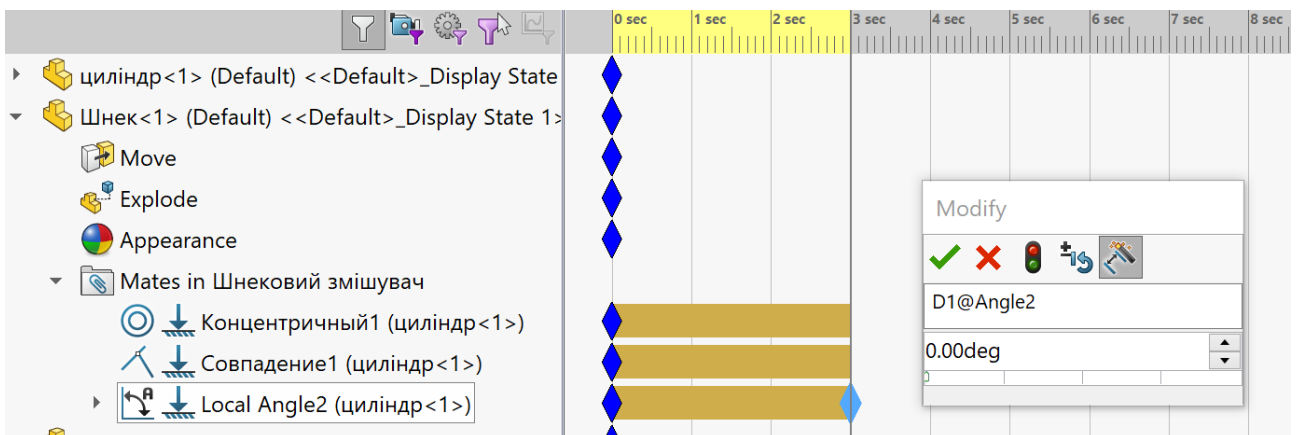 0 sec 1 sec 2 sec 3 sec 4 sec 5 sec 6 sec 7 sec 8 sec
циліндр<1> (Default) <<Default>_Display State
Шнек<1> (Default) <<Default>_Display State 1>
Move
Explode
Appearance
Mates in Шнековий змішувач
Концентричный1 (циліндр<1>)
Совпадение1 (циліндр<1>)
Local Angle2 (циліндр<1>)
Modify
D1@Angle2
0.00deg